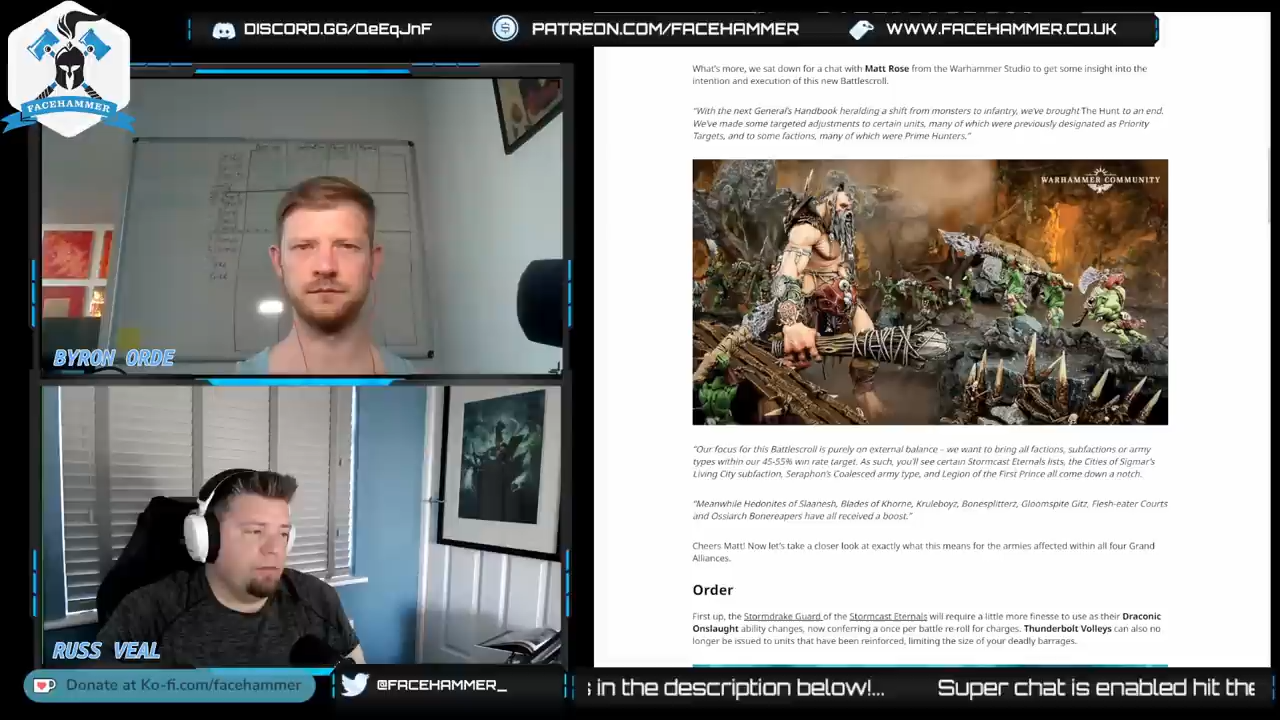 DISCORD.GG/QeEqJnF
PATREON.COM/FACEHAMMER
WWW.FACEHAMMER.CO.UK
FACEHAMMER
BYRON ORDE
RUSS VEAL
What's more, we sat down for a chat with Matt Rose from the Warhammer Studio to get some insight into the
intention and execution of this new Battlescroll.
“With the next General's Handbook heralding a shift from monsters to infantry, we've brought The Hunt to an end.
We've made some targeted adjustments to certain units, many of which were previously designated as Priority
Targets, and to some factions, many of which were Prime Hunters.”
WARHAMMER COMMUNITY
“Our focus for this Battlescroll is purely on external balance – we want to bring all factions, subfactions or army
types within our 45-55% win rate target. As such, you'll see certain Stormcast Eternals lists, the Cities of Sigmar's
Living City subfaction, Seraphon's Coalesced army type, and Legion of the First Prince all come down a notch.
“Meanwhile Hedonites of Slaanesh, Blades of Khorne, Kruleboyz, Bonesplitterz, Gloomspite Gitz, Flesh-eater Courts
and Ossiarch Bonereapers have all received a boost.”
Cheers Matt! Now let's take a closer look at exactly what this means for the armies affected within all four Grand
Alliances.
Order
First up, the Stormdrake Guard of the Stormcast Eternals will require a little more finesse to use as their Draconic
Onslaught ability changes, now conferring a once per battle re-roll for charges. Thunderbolt Volleys can also no
longer be issued to units that have been reinforced, limiting the size of your deadly barrages.
Donate at Ko-fi.com/facehammer
@FACEHAMMER_
in the description below!...
Super chat is enabled hit the